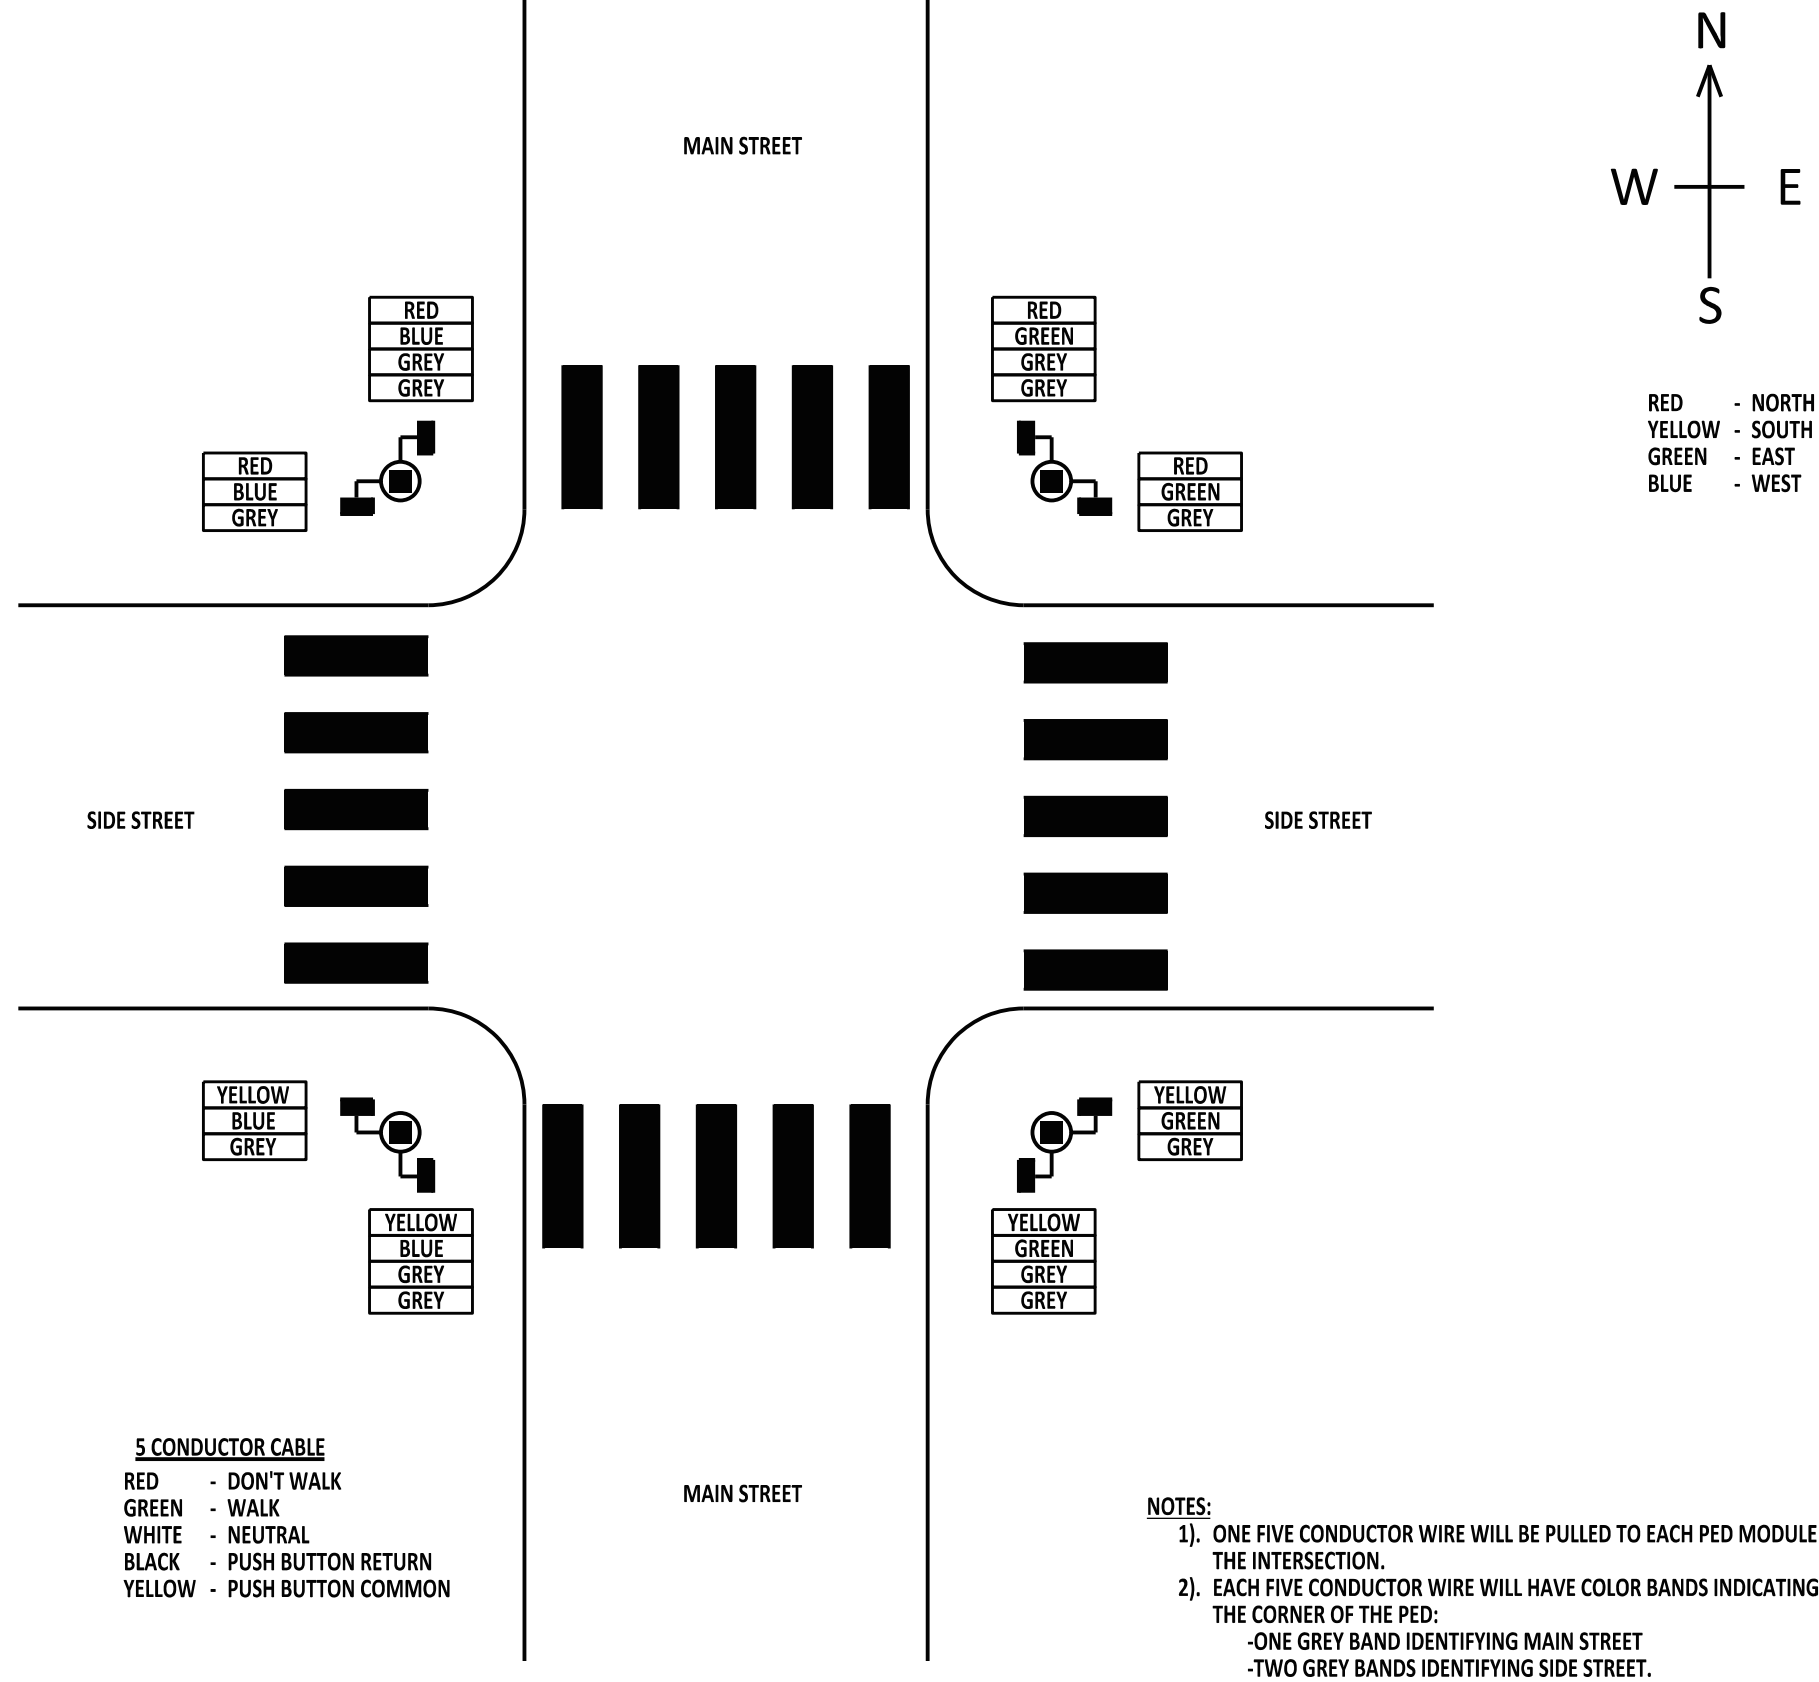 N
MAIN STREET
W E
S
RED
BLUE
GREY
GREY
RED
GREEN
GREY
GREY
RED - NORTH
YELLOW - SOUTH
GREEN - EAST
BLUE - WEST
RED
BLUE
GREY
RED
GREEN
GREY
SIDE STREET
SIDE STREET
YELLOW
BLUE
GREY
YELLOW
GREEN
GREY
YELLOW
BLUE
GREY
GREY
YELLOW
GREEN
GREY
GREY
5 CONDUCTOR CABLE
RED - DON'T WALK
GREEN - WALK
WHITE - NEUTRAL
BLACK - PUSH BUTTON RETURN
YELLOW - PUSH BUTTON COMMON
MAIN STREET
NOTES:
1). ONE FIVE CONDUCTOR WIRE WILL BE PULLED TO EACH PED MODULE
THE INTERSECTION.
2). EACH FIVE CONDUCTOR WIRE WILL HAVE COLOR BANDS INDICATING
THE CORNER OF THE PED:
-ONE GREY BAND IDENTIFYING MAIN STREET
-TWO GREY BANDS IDENTIFYING SIDE STREET.